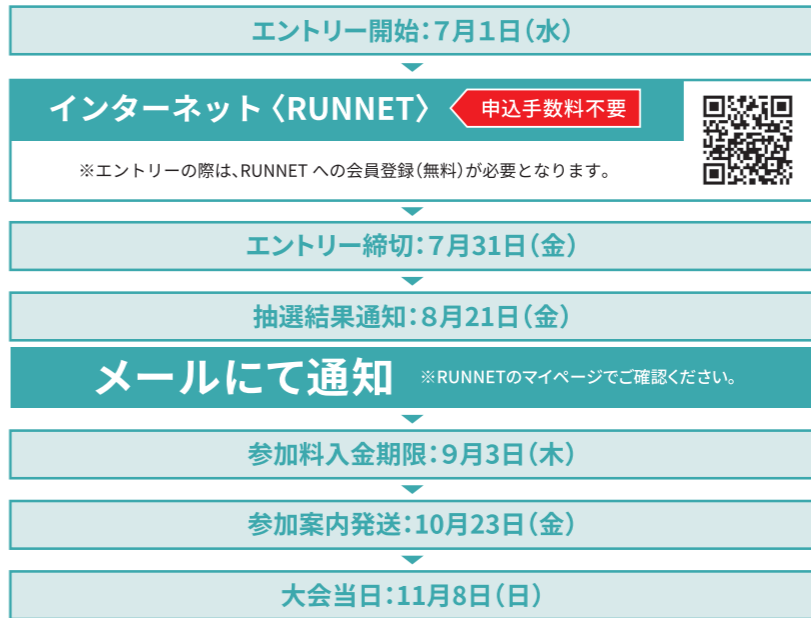 エントリー開始：７月１日（水）
インターネット〈RUNNET〉 申込手数料不要
※エントリーの際は、RUNNET への会員登録（無料）が必要となります。
エントリー締切：７月31日（金）
抽選結果通知：８月21日（金）
メールにて通知 ※RUNNETのマイページでご確認ください。
参加料入金期限：９月３日（木）
参加案内発送：10月23日（金）
大会当日：11月８日（日）